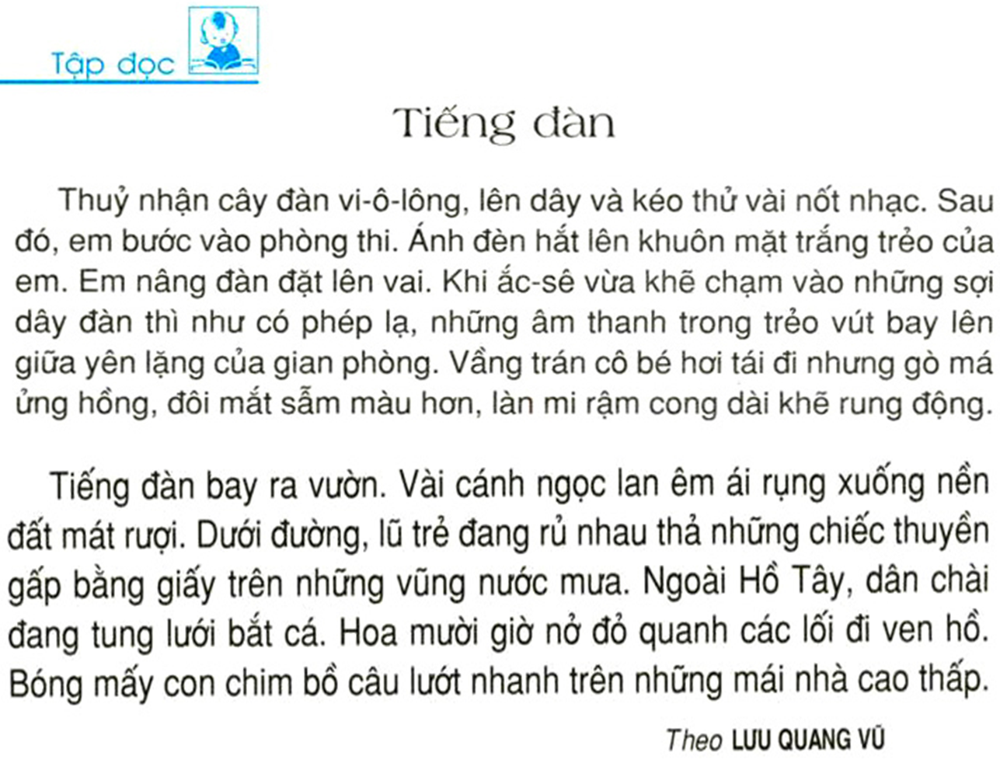 Tập đọc
Tiếng đàn
Thuỷ nhận cây đàn vi-ô-lông, lên dây và kéo thử vài nốt nhạc. Sau
đó, em bước vào phòng thi. Ánh đèn hắt lên khuôn mặt trắng trẻo của
em. Em nâng đàn đặt lên vai. Khi ắc-sê vừa khẽ chạm vào những sợi
dây đàn thì như có phép lạ, những âm thanh trong trẻo vút bay lên
giữa yên lặng của gian phòng. Vầng trán cô bé hơi tái đi nhưng gò má
ửng hồng, đôi mắt sẫm màu hơn, làn mi rậm cong dài khẽ rung động.
Tiếng đàn bay ra vườn. Vài cánh ngọc lan êm ái rụng xuống nền
đất mát rượi. Dưới đường, lũ trẻ đang rủ nhau thả những chiếc thuyền
gấp bằng giấy trên những vũng nước mưa. Ngoài Hồ Tây, dân chài
đang tung lưới bắt cá. Hoa mười giờ nở đỏ quanh các lối đi ven hồ.
Bóng mấy con chim bồ câu lướt nhanh trên những mái nhà cao thấp.
Theo LƯU QUANG VŨ